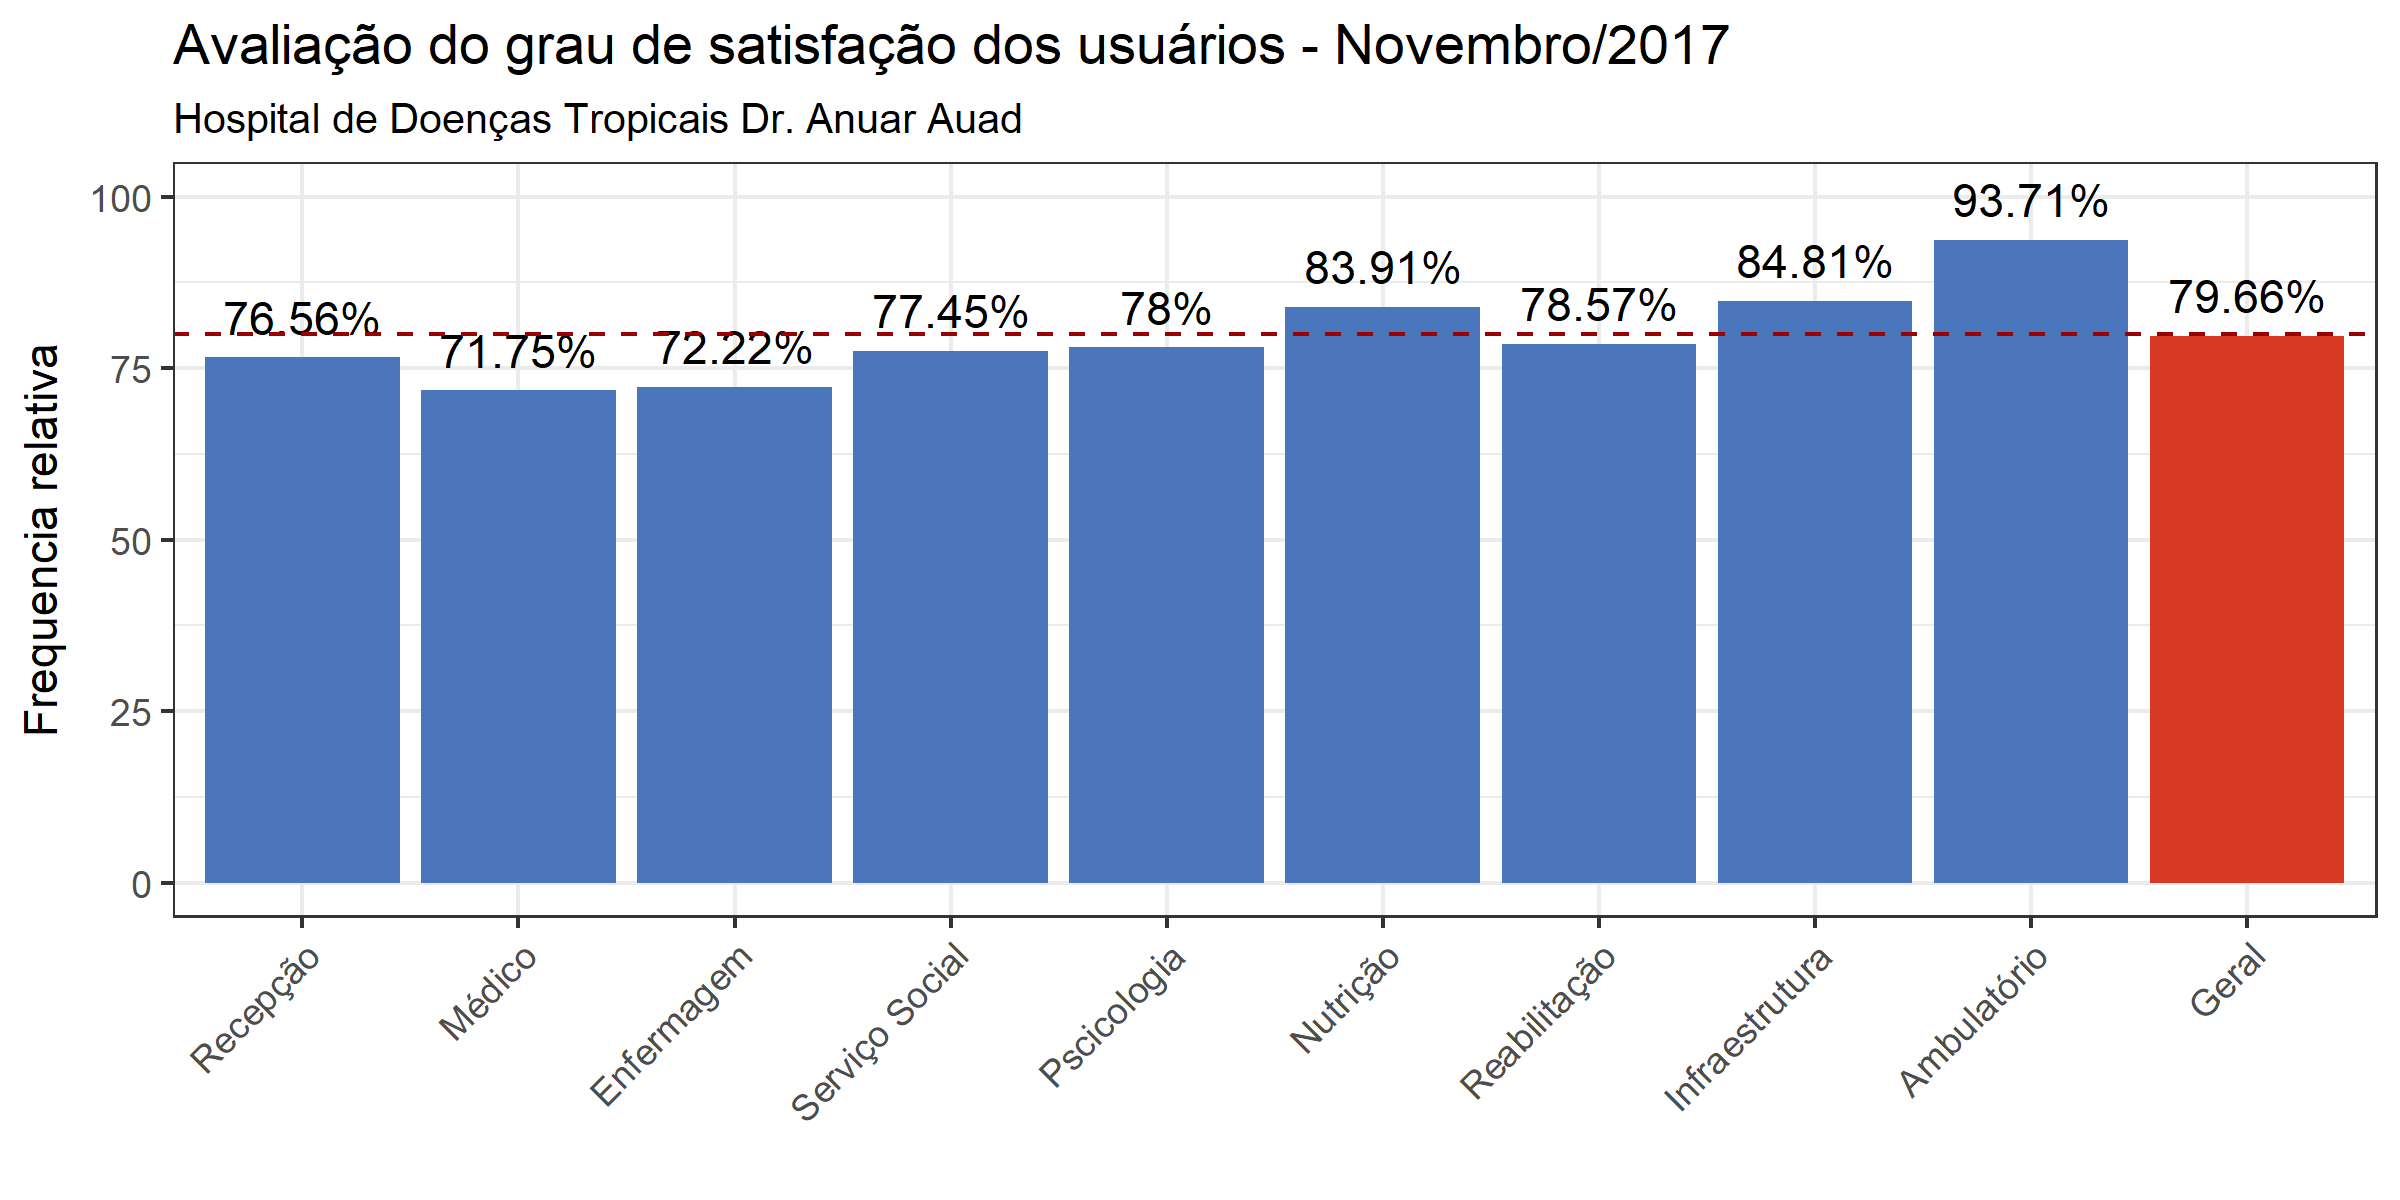 Avaliação do grau de satisfação dos usuários - Novembro/2017
Hospital de Doenças Tropicais Dr. Anuar Auad
Frequencia relativa
100
75
50
25
0
76.56%
71.75%
72.22%
77.45%
78%
83.91%
78.57%
84.81%
93.71%
79.66%
Recepção
Médico
Enfermagem
Serviço Social
Pscicologia
Nutrição
Reabilitação
Infraestrutura
Ambulatório
Geral